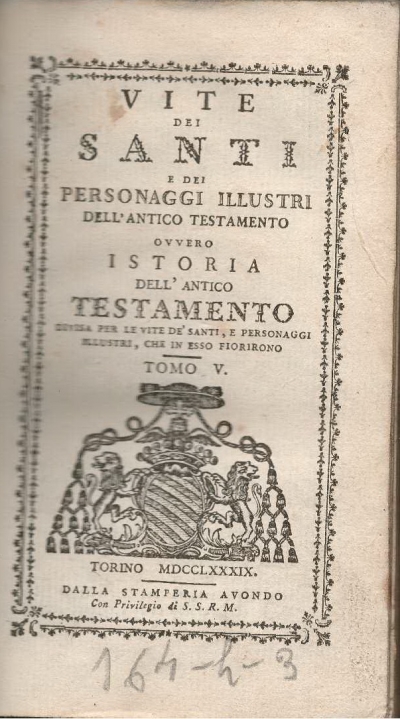 VITE
DEI
SANTI
E DEI
PERSONAGGI ILLUSTRI
DELL'ANTICO TESTAMENTO
OVVERO
ISTORIA
DELL' ANTICO
TESTAMENTO
DIVISA PER LE VITE DE' SANTI, E PERSONAGGI
ILLUSTRI, CHE IN ESSO FIORIRONO
TOMO V.
TORINO MDCCLXXXIX.
DALLA STAMPERIA AVONDO
Con Privilegio di S. S. R. M.
164-h-3